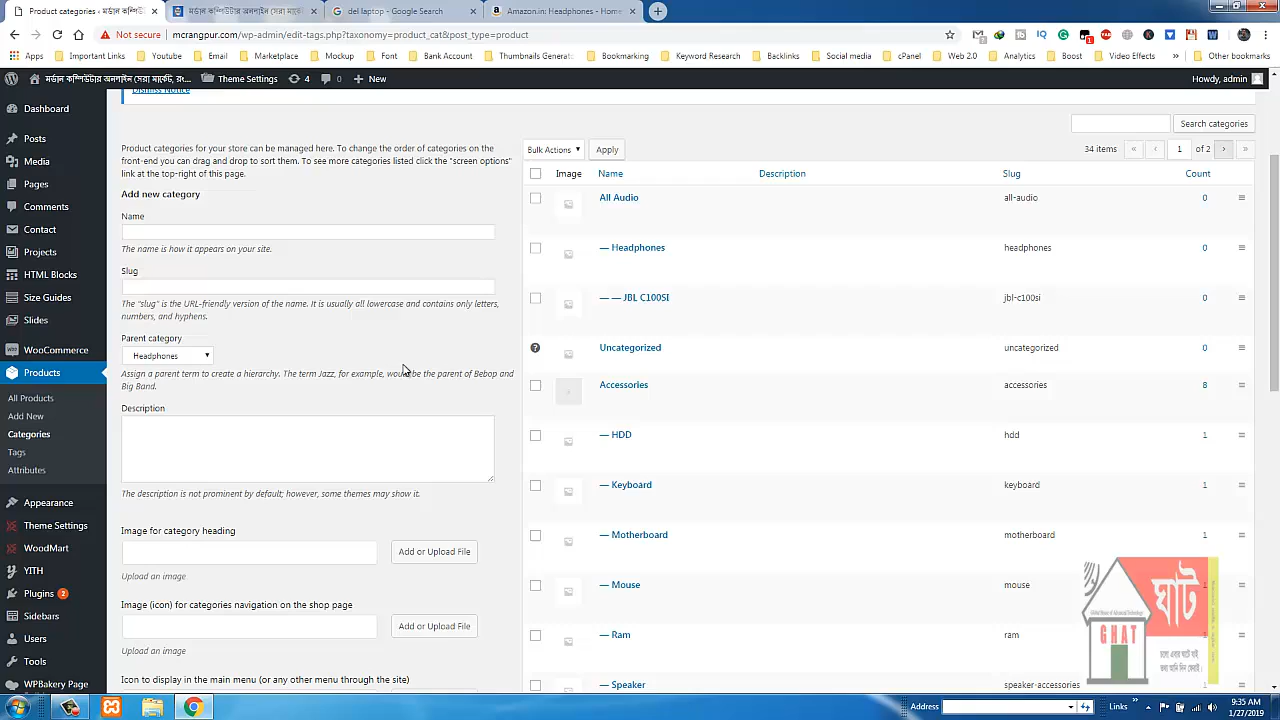 Product categories ‹ মর্ডান কম্পিউটা
মর্ডান কম্পিউটার অনলাইন |সেরা মার্কে
del laptop - Google Search
Amazon.in: Headphones - Home
Not secure
mcrangpur.com/wp-admin/edit-tags.php?taxonomy=product_cat&post_type=product
Apps
Important Links
Youtube
Email
Marketplace
Mockup
Font
Bank Account
Thumbnails General
Bookmarking
Keyword Research
Backlinks
Social media
cPanel
Web 2.0
Analytics
Boost
Video Effects
Other bookmarks
মর্ডান কম্পিউটার অনলাইন |সেরা মার্কেট, রং...
Theme Settings
4
0
New
Howdy, admin
Dismiss Notice
Dashboard
Posts
Media
Pages
Comments
Contact
Projects
HTML Blocks
Size Guides
Slides
WooCommerce
Products
All Products
Add New
Categories
Tags
Attributes
Appearance
Theme Settings
WoodMart
YITH
Plugins 2
Sidebars
Users
Tools
WPBakery Page
Product categories for your store can be managed here. To change the order of categories on the
front-end you can drag and drop to sort them. To see more categories listed click the "screen options"
link at the top-right of this page.
Add new category
Name
The name is how it appears on your site.
Slug
The "slug" is the URL-friendly version of the name. It is usually all lowercase and contains only letters,
numbers, and hyphens.
Parent category
Headphones
Assign a parent term to create a hierarchy. The term Jazz, for example, would be the parent of Bebop and
Big Band.
Description
The description is not prominent by default; however, some themes may show it.
Image for category heading
Add or Upload File
Upload an image
Image (icon) for categories navigation on the shop page
Add or Upload File
Upload an image
Icon to display in the main menu (or any other menu through the site)
Search categories
Bulk Actions
Apply
34 items « ‹ 1 of 2 › »
Image Name Description Slug Count
All Audio all-audio 0
— Headphones headphones 0
— — JBL C100SI jbl-c100si 0
Uncategorized uncategorized 0
Accessories accessories 8
— HDD hdd 1
— Keyboard keyboard 1
— Motherboard motherboard 1
— Mouse mouse
— Ram ram
— Speaker speaker-accessories
GHAT
ঘাট
Address
Links
9:35 AM
1/27/2019